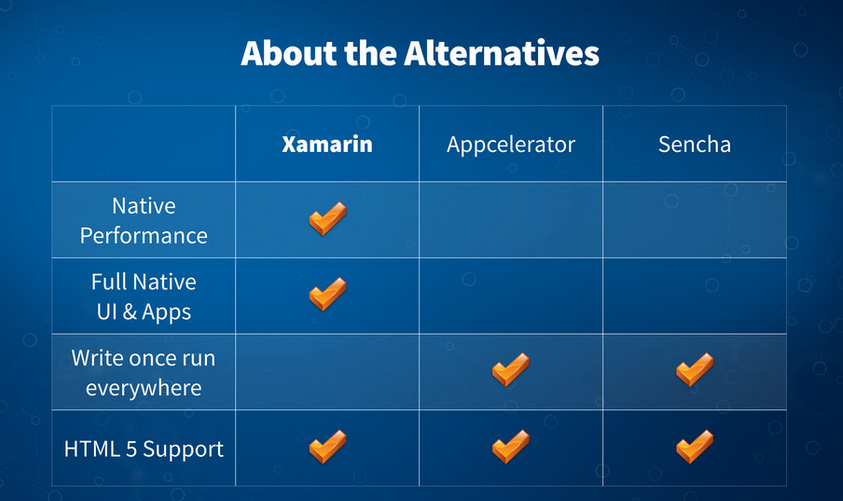 About the Alternatives
Xamarin
Appcelerator
Sencha
Native
Performance
Full Native
UI & Apps
Write once run
everywhere
HTML 5 Support